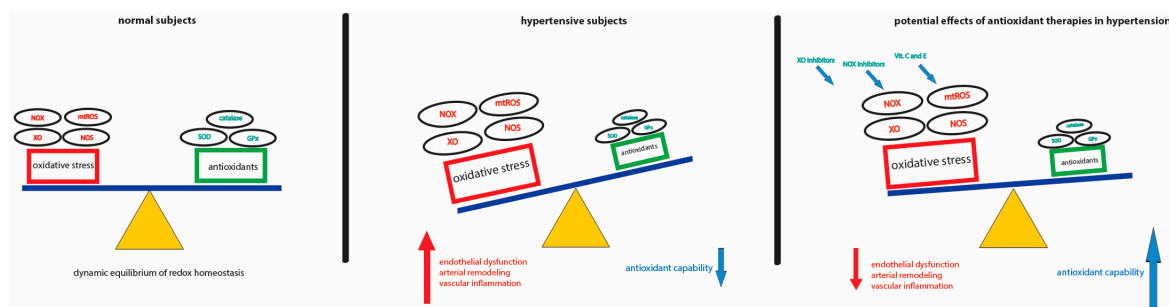 normal subjects
NOX
mtROS
XO
NOS
oxidative stress
catalase
SOD
GPx
antioxidants
dynamic equilibrium of redox homeostasis
hypertensive subjects
NOX
mtROS
XO
NOS
oxidative stress
catalase
SOD
GPx
antioxidants
endothelial dysfunction
arterial remodeling
vascular inflammation
antioxidant capability
potential effects of antioxidant therapies in hypertension
XO inhibitors
NOX inhibitors
Vit. C and E
NOX
mtROS
XO
NOS
oxidative stress
catalase
SOD
GPx
antioxidants
endothelial dysfunction
arterial remodeling
vascular inflammation
antioxidant capability